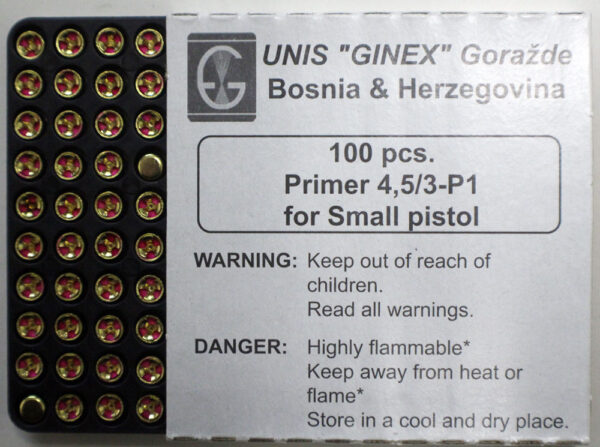 UNIS "GINEX" Goražde
Bosnia & Herzegovina
100 pcs.
Primer 4,5/3-P1
for Small pistol
WARNING: Keep out of reach of
children.
Read all warnings.
DANGER: Highly flammable*
Keep away from heat or
flame*
Store in a cool and dry place.